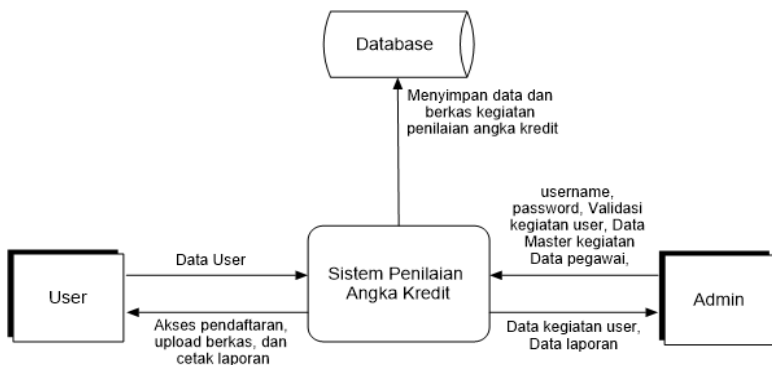 Database
Menyimpan data dan
berkas kegiatan
penilaian angka kredit
username,
password, Validasi
kegiatan user, Data
Master kegiatan
Data pegawai,
User
Data User
Sistem Penilaian
Angka Kredit
Admin
Akses pendaftaran,
upload berkas, dan
cetak laporan
Data kegiatan user,
Data laporan